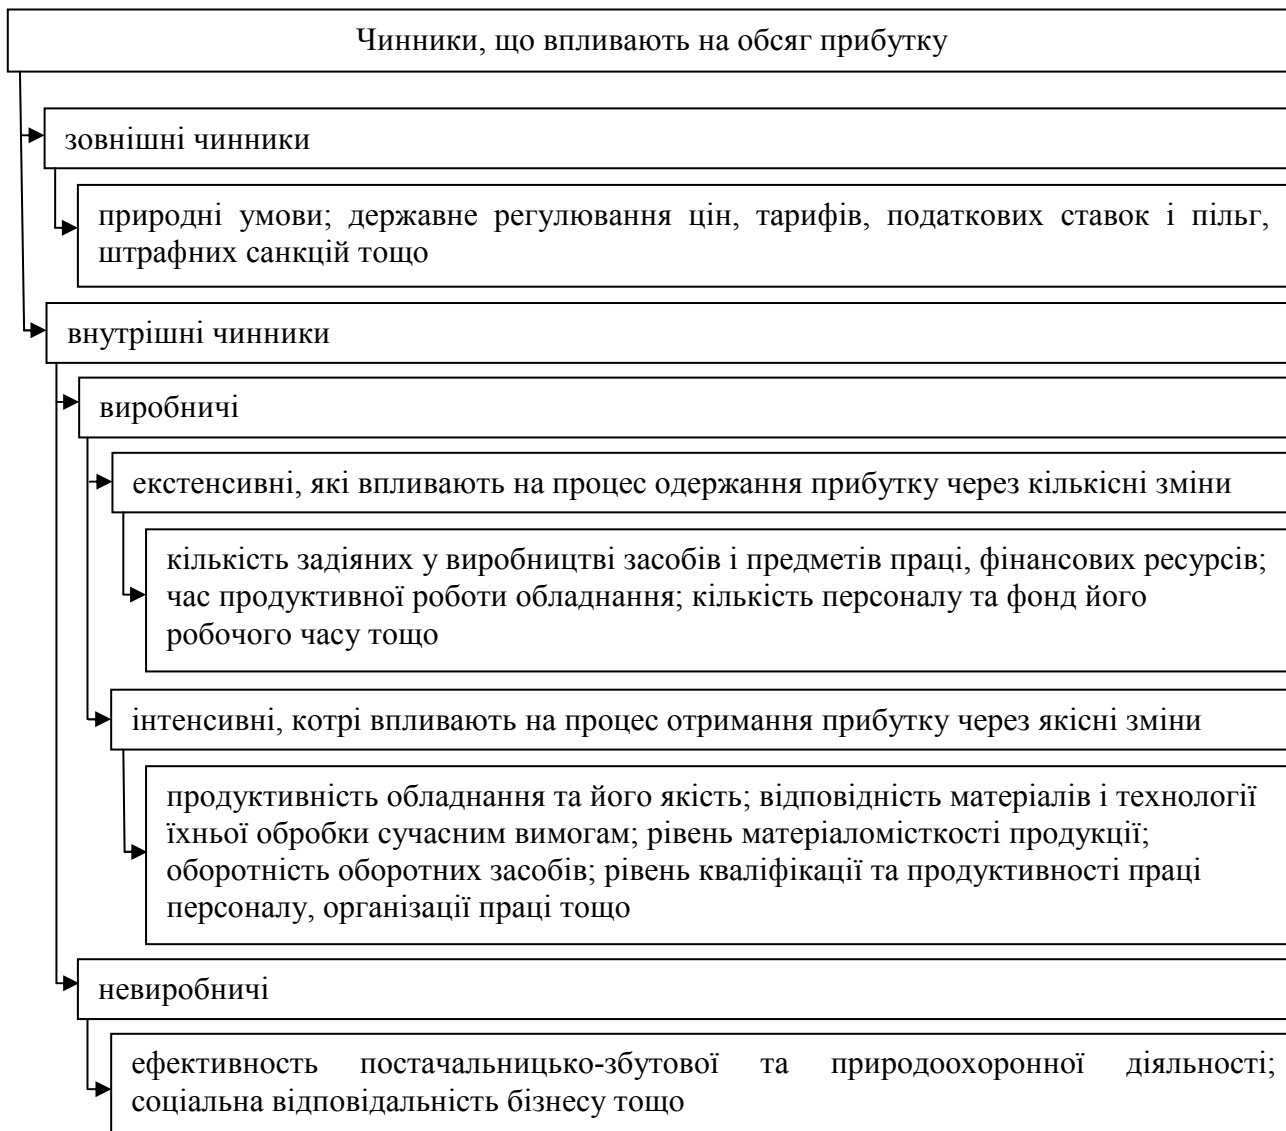 Чинники, що впливають на обсяг прибутку
зовнішні чинники
природні умови; державне регулювання цін, тарифів, податкових ставок і пільг,
штрафних санкцій тощо
внутрішні чинники
виробничі
екстенсивні, які впливають на процес одержання прибутку через кількісні зміни
кількість задіяних у виробництві засобів і предметів праці, фінансових ресурсів;
час продуктивної роботи обладнання; кількість персоналу та фонд його
робочого часу тощо
інтенсивні, котрі впливають на процес отримання прибутку через якісні зміни
продуктивність обладнання та його якість; відповідність матеріалів і технології
їхньої обробки сучасним вимогам; рівень матеріаломісткості продукції;
оборотність оборотних засобів; рівень кваліфікації та продуктивності праці
персоналу, організації праці тощо
невиробничі
ефективность постачальницько-збутової та природоохоронної діяльності;
соціальна відповідальність бізнесу тощо